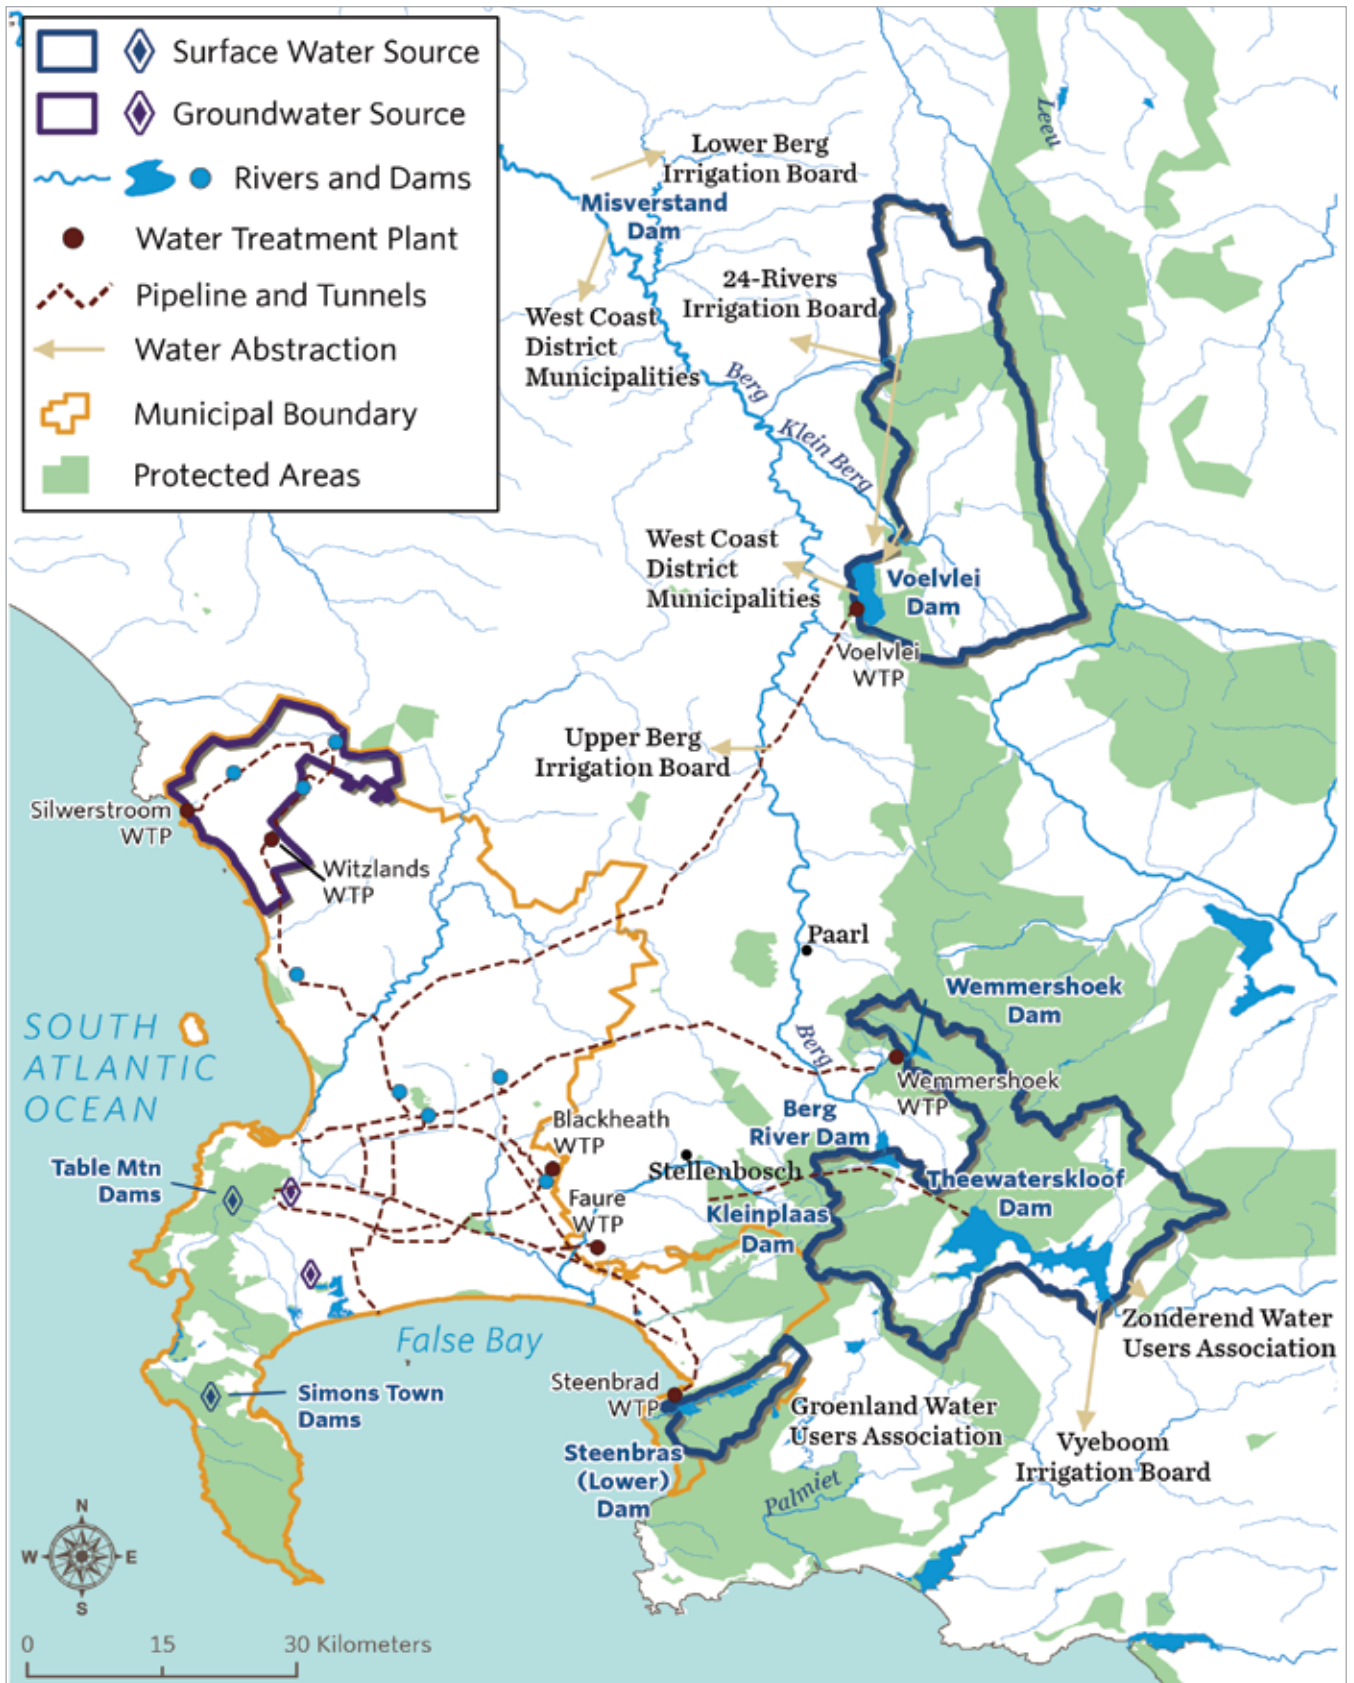 Surface Water Source
Groundwater Source
Rivers and Dams
Water Treatment Plant
Pipeline and Tunnels
Water Abstraction
Municipal Boundary
Protected Areas
Leeu
Lower Berg
Irrigation Board
Misverstand
Dam
24-Rivers
Irrigation Board
West Coast
District
Municipalities
Berg
Klein Berg
West Coast
District
Municipalities
Voelvlei
Dam
Voelvlei
WTP
Upper Berg
Irrigation Board
Silwerstroom
WTP
Witzlands
WTP
Paarl
Wemmershoek
Dam
SOUTH
ATLANTIC
OCEAN
Berg
Wemmershoek
WTP
Berg
River Dam
Blackheath
WTP
Stellenbosch
Table Mtn
Dams
Theewaterskloof
Dam
Faure
WTP
Kleinplaas
Dam
Zonderend Water
Users Association
False Bay
Simons Town
Dams
Steenbrad
WTP
Groenland Water
Users Association
Vyeboom
Irrigation Board
Steenbras
(Lower)
Dam
Palmiet
N
W
E
S
0 15 30 Kilometers